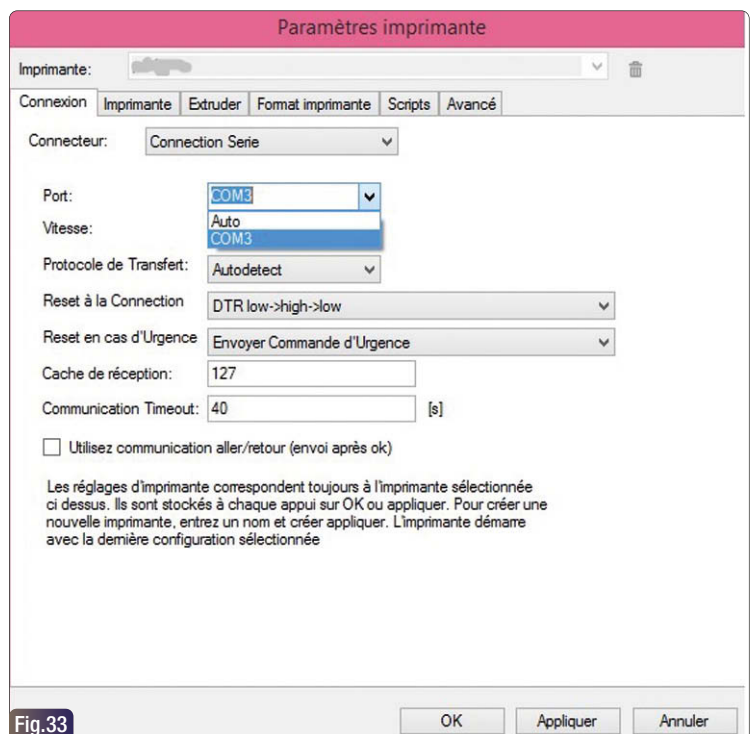 Paramètres imprimante
Imprimante:
Connexion Imprimante Extruder Format imprimante Scripts Avancé
Connecteur: Connection Serie
Port: COM3
Auto
Vitesse:
COM3
Protocole de Transfert: Autodetect
Reset à la Connection DTR low->high->low
Reset en cas d'Urgence Envoyer Commande d'Urgence
Cache de réception: 127
Communication Timeout: 40 [s]
Utilisez communication aller/retour (envoi après ok)
Les réglages d'imprimante correspondent toujours à l'imprimante sélectionnée
ci dessus. Ils sont stockés à chaque appui sur OK ou appliquer. Pour créer une
nouvelle imprimante, entrez un nom et créer appliquer. L'imprimante démarre
avec la dernière configuration sélectionnée
OK Appliquer Annuler
Fig.33